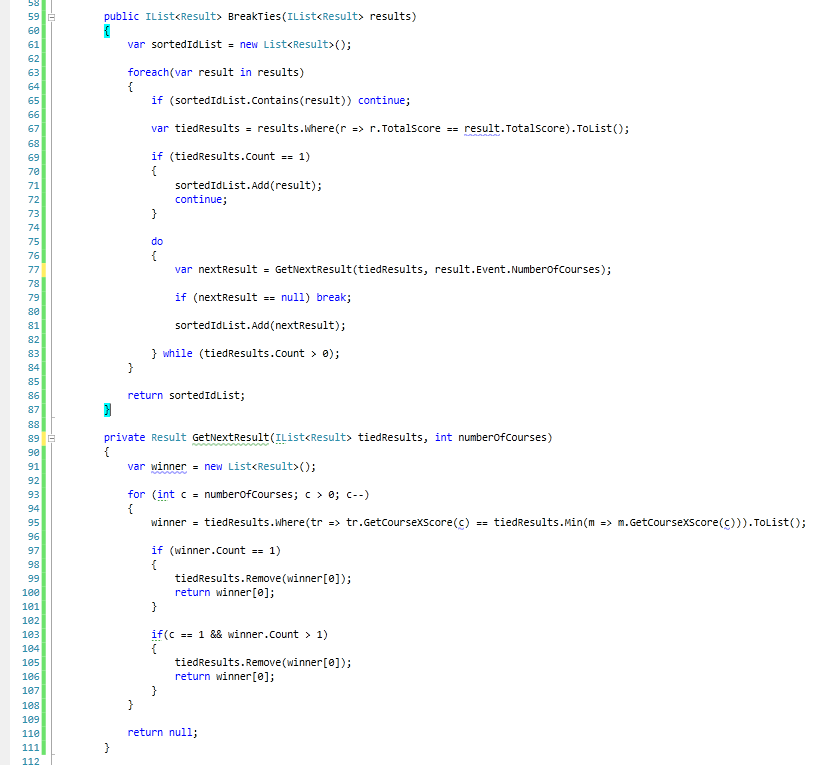 58
59 public IList<Result> BreakTies(IList<Result> results)
60 {
61 var sortedIdList = new List<Result>();
62
63 foreach(var result in results)
64 {
65 if (sortedIdList.Contains(result)) continue;
66
67 var tiedResults = results.Where(r => r.TotalScore == result.TotalScore).ToList();
68
69 if (tiedResults.Count == 1)
70 {
71 sortedIdList.Add(result);
72 continue;
73 }
74
75 do
76 {
77 var nextResult = GetNextResult(tiedResults, result.Event.NumberOfCourses);
78
79 if (nextResult == null) break;
80
81 sortedIdList.Add(nextResult);
82
83 } while (tiedResults.Count > 0);
84 }
85
86 return sortedIdList;
87 }
88
89 private Result GetNextResult(IList<Result> tiedResults, int numberOfCourses)
90 {
91 var winner = new List<Result>();
92
93 for (int c = numberOfCourses; c > 0; c--)
94 {
95 winner = tiedResults.Where(tr => tr.GetCourseXScore(c) == tiedResults.Min(m => m.GetCourseXScore(c))).ToList();
96
97 if (winner.Count == 1)
98 {
99 tiedResults.Remove(winner[0]);
100 return winner[0];
101 }
102
103 if(c == 1 && winner.Count > 1)
104 {
105 tiedResults.Remove(winner[0]);
106 return winner[0];
107 }
108 }
109
110 return null;
111 }
112